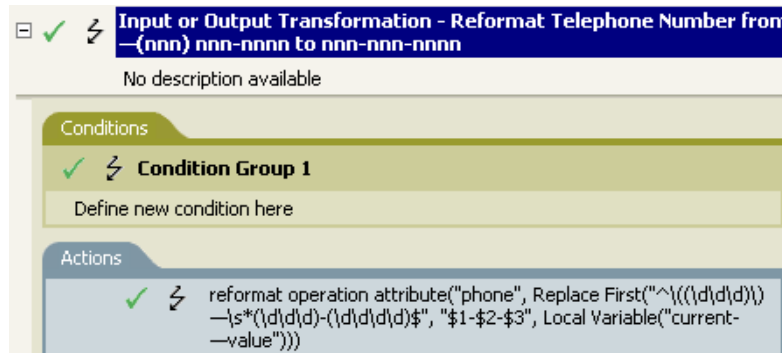 Input or Output Transformation - Reformat Telephone Number from
—(nnn) nnn-nnnn to nnn-nnn-nnnn
No description available
Conditions
Condition Group 1
Define new condition here
Actions
reformat operation attribute("phone", Replace First("^\((\d\d\d)\)
—\s*(\d\d\d)-(\d\d\d\d)$", "$1-$2-$3", Local Variable("current-
—value")))